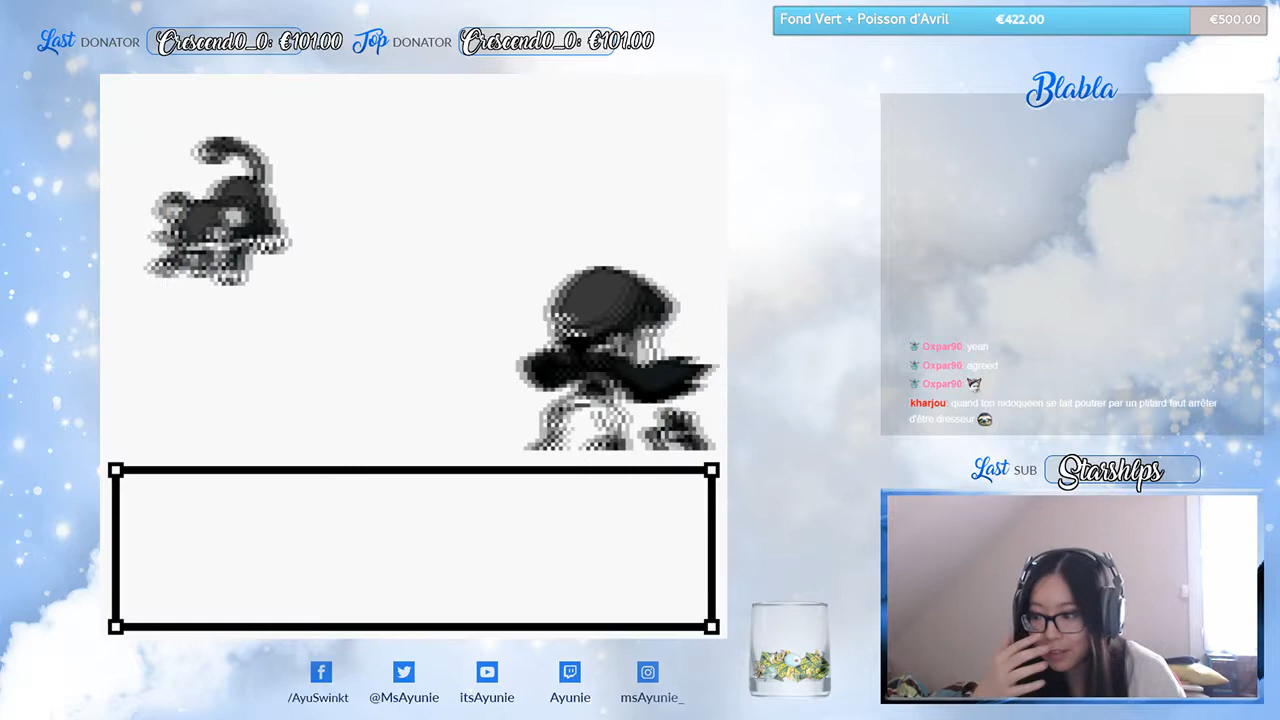 Last DONATOR Crescend0_0: €101.00 Top DONATOR Crescend0_0: €101.00
Fond Vert + Poisson d'Avril €422.00 €500.00
Blabla
Oxpar90: yeah
Oxpar90: agreed
Oxpar90:
kharjou: quand ton nidoqueen se fait poutrer par un ptitard faut arrêter
d'être dresseur
Last SUB Starsh1ps
/AyuSwinkt @MsAyunie itsAyunie Ayunie msAyunie_